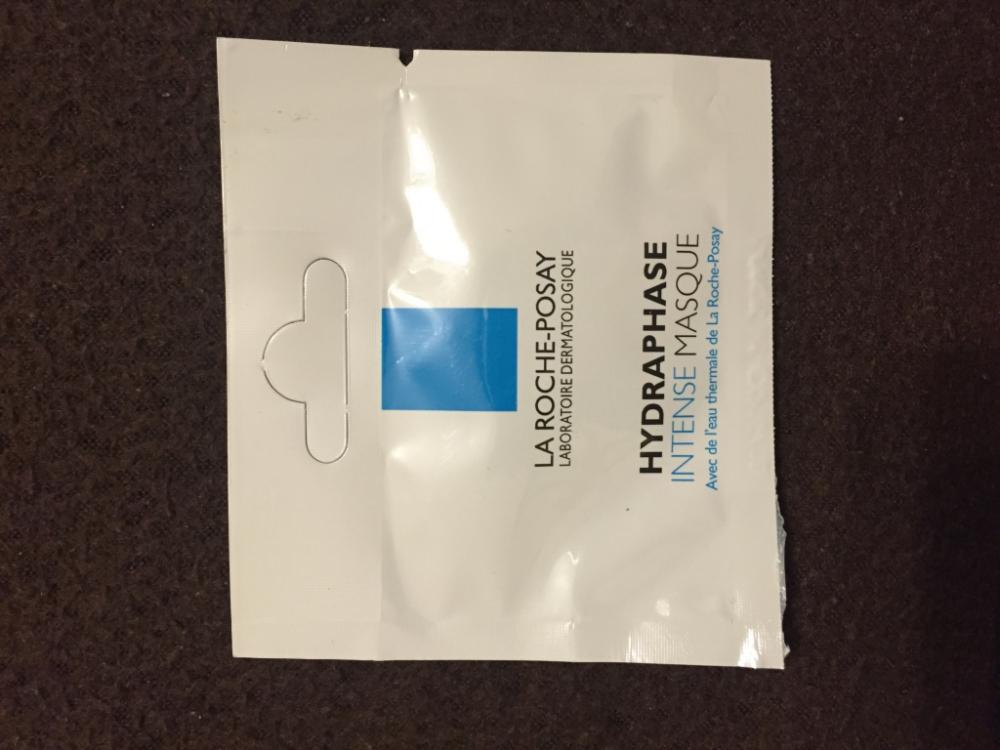 LA ROCHE-POSAY
LABORATOIRE DERMATOLOGIQUE
HYDRAPHASE
INTENSE MASQUE
Avec de l'eau thermale de La Roche-Posay